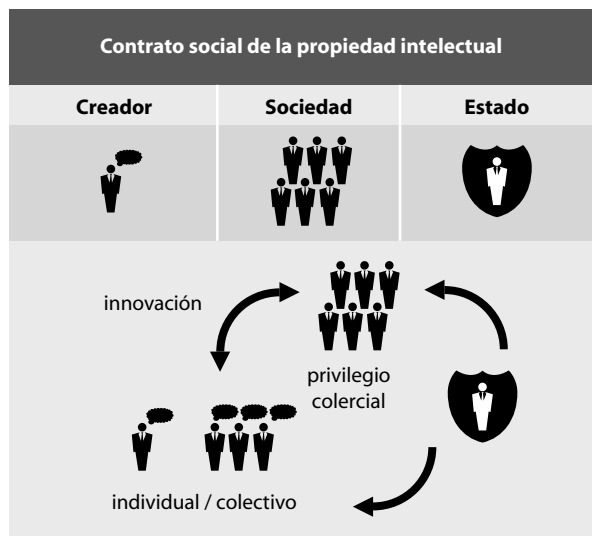 Contrato social de la propiedad intelectual
Creador
Sociedad
Estado
innovación
privilegio
colercial
individual / colectivo